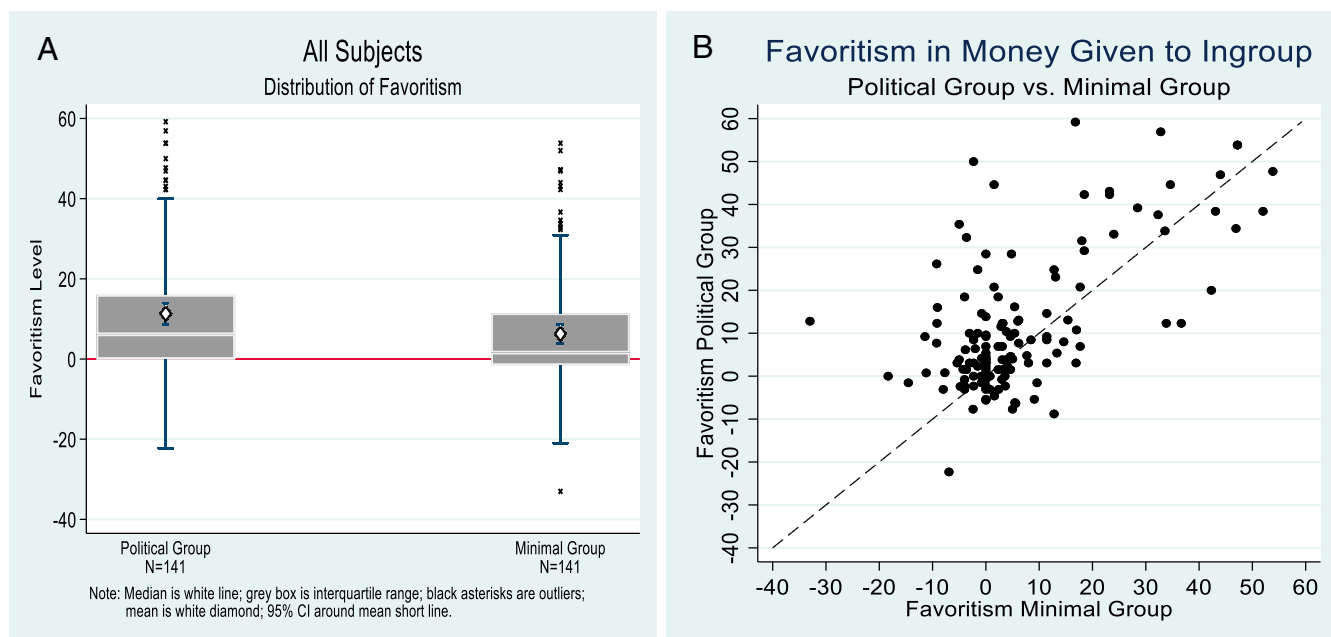 A
All Subjects
Distribution of Favoritism
Favoritism Level
60
40
20
0
-20
-40
Political Group
N=141
Minimal Group
N=141
Note: Median is white line; grey box is interquartile range; black asterisks are outliers;
mean is white diamond; 95% CI around mean short line.
B
Favoritism in Money Given to Ingroup
Political Group vs. Minimal Group
Favoritism Political Group
60
50
40
30
20
10
0
-10
-20
-30
-40
-40 -30 -20 -10 0 10 20 30 40 50 60
Favoritism Minimal Group